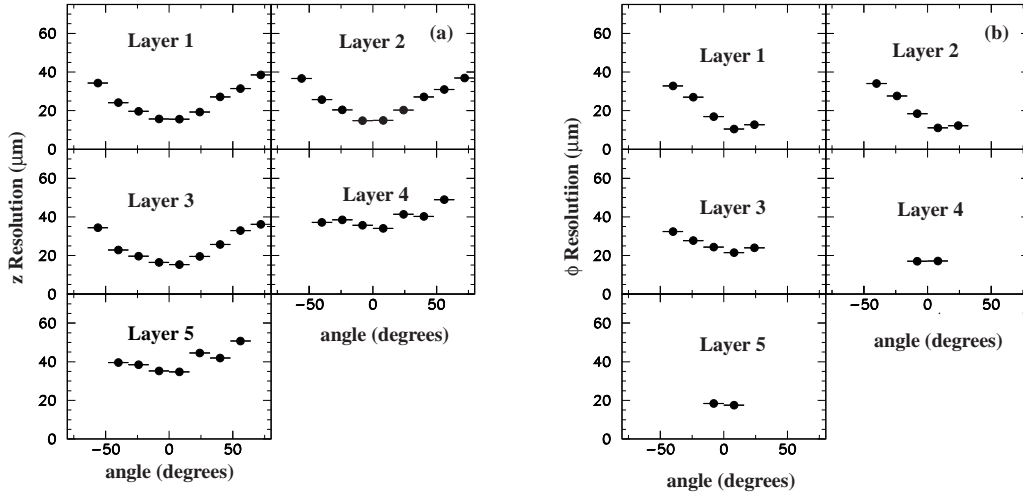 Layer 1
Layer 2
(a)
60
40
20
0
Layer 3
Layer 4
60
40
20
0
−50 0 50
angle (degrees)
Layer 5
60
40
20
0
−50 0 50
angle (degrees)
z Resolution (μm)
Layer 1
Layer 2
(b)
60
40
20
0
Layer 3
Layer 4
60
40
20
0
−50 0 50
angle (degrees)
Layer 5
60
40
20
0
−50 0 50
angle (degrees)
ϕ Resolutiion (μm)